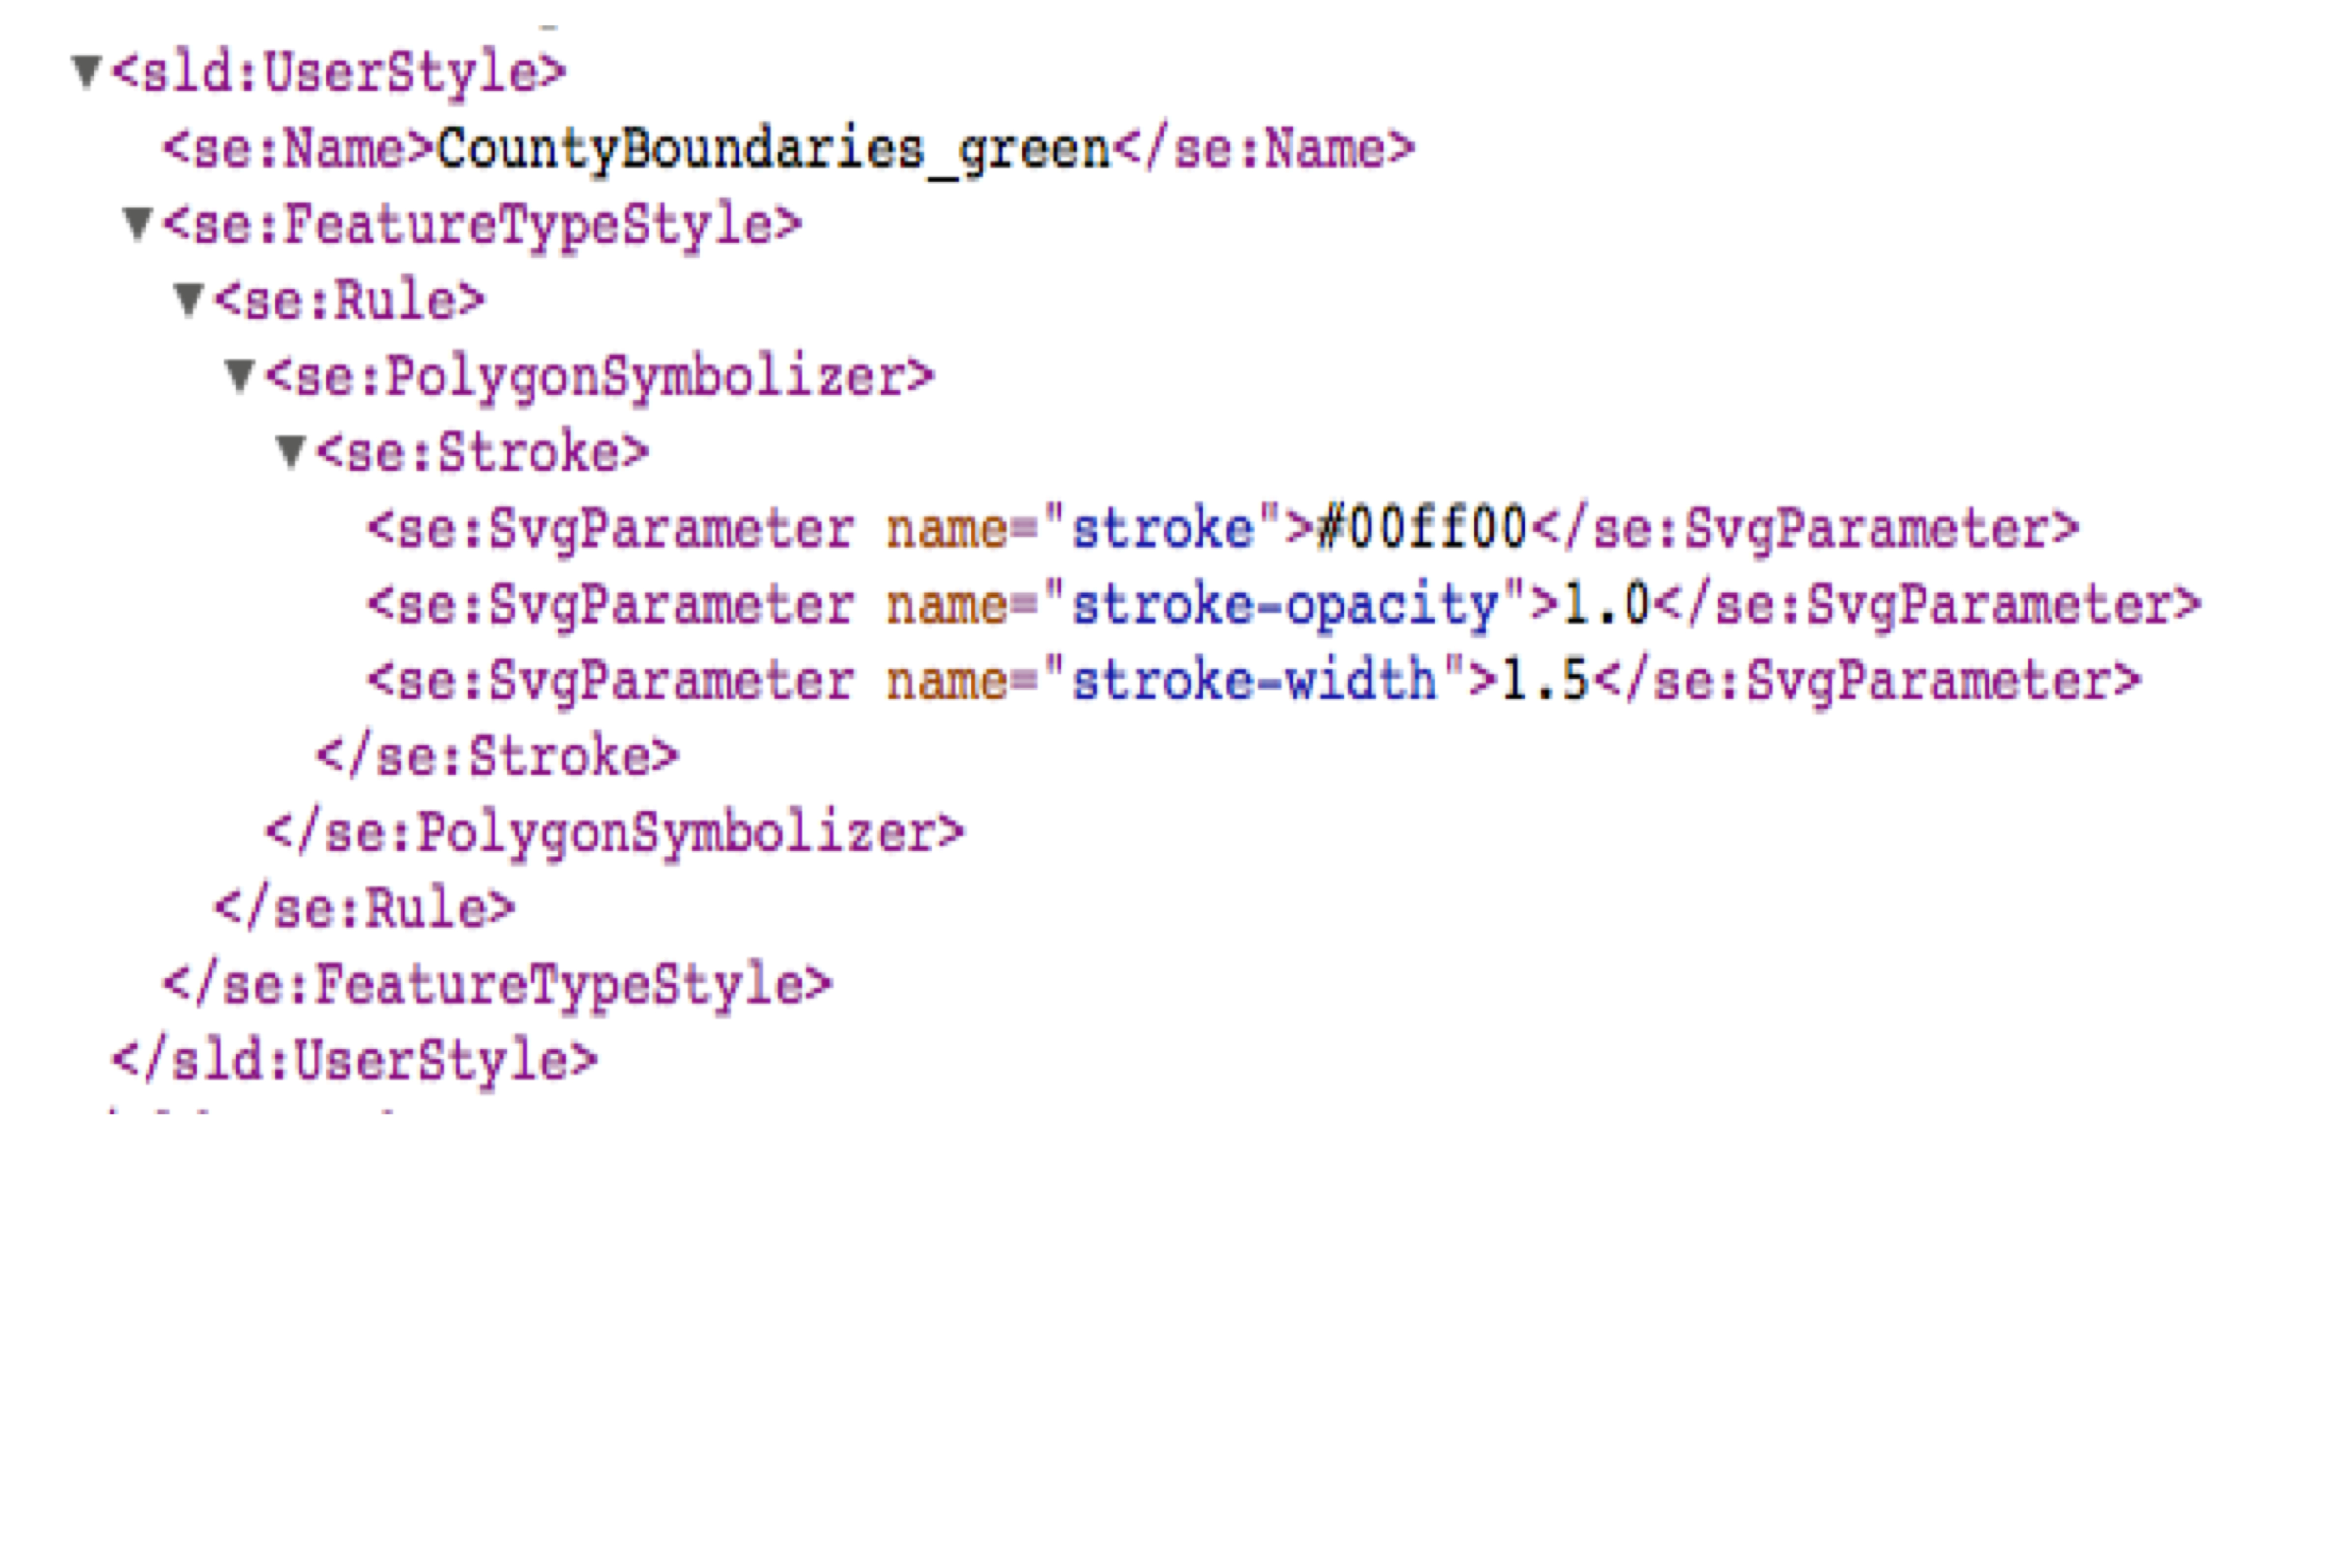 ▼<sld:UserStyle>
<se:Name>CountyBoundaries_green</se:Name>
▼<se:FeatureTypeStyle>
▼<se:Rule>
▼<se:PolygonSymbolizer>
▼<se:Stroke>
<se:SvgParameter name="stroke">#00ff00</se:SvgParameter>
<se:SvgParameter name="stroke-opacity">1.0</se:SvgParameter>
<se:SvgParameter name="stroke-width">1.5</se:SvgParameter>
</se:Stroke>
</se:PolygonSymbolizer>
</se:Rule>
</se:FeatureTypeStyle>
</sld:UserStyle>